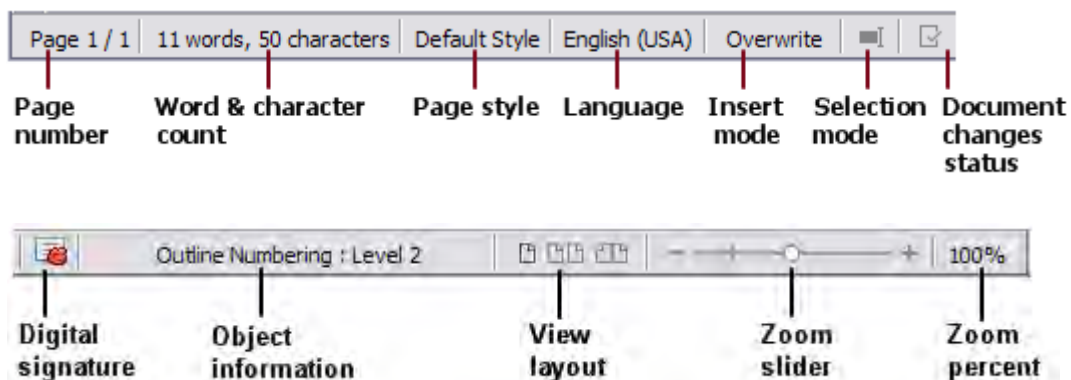 Page 1 / 1 11 words, 50 characters Default Style English (USA) Overwrite
Page number
Word & character count
Page style
Language
Insert mode
Selection mode
Document changes status
Outline Numbering : Level 2 100%
Digital signature
Object information
View layout
Zoom slider
Zoom percent